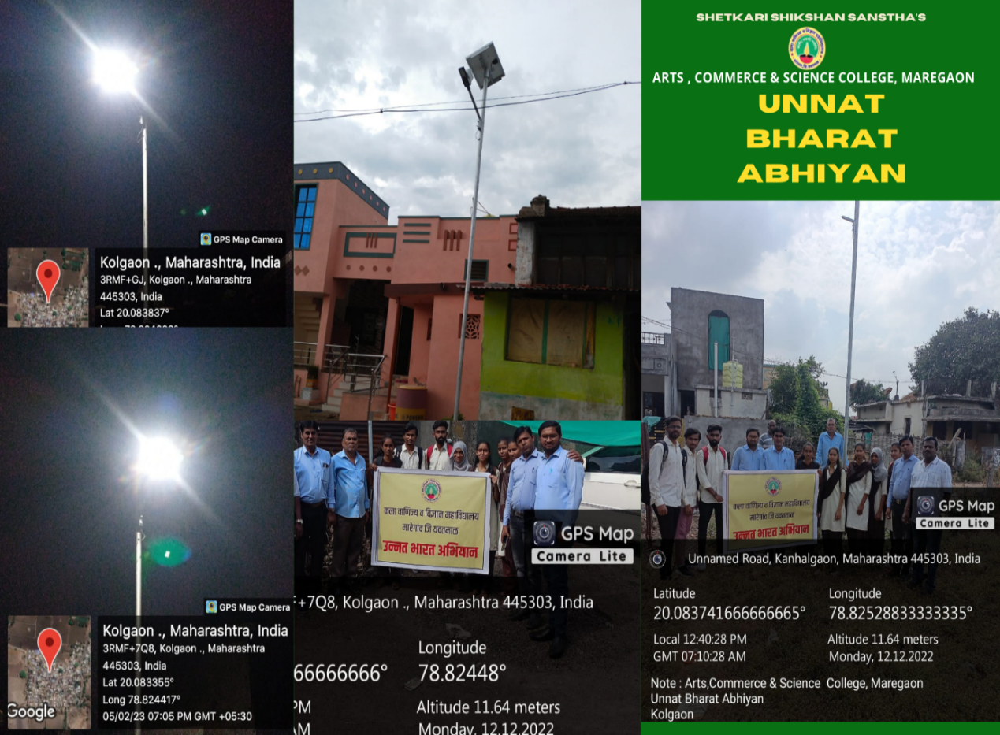 GPS Map Camera
Kolgaon ., Maharashtra, India
3RMF+GJ, Kolgaon ., Maharashtra
445303, India
Lat 20.083837°
GPS Map Camera
Kolgaon ., Maharashtra, India
3RMF+7Q8, Kolgaon ., Maharashtra
445303, India
Lat 20.083355°
Long 78.824417°
05/02/23 07:05 PM GMT +05:30
Google
कला वाणिज्य व विज्ञान महाविद्यालय
मारेगांव जि यवतमाळ
उन्नत भारत अभियान
GPS Map
Camera Lite
+7Q8, Kolgaon ., Maharashtra 445303, India
Longitude
66666666° 78.82448°
PM Altitude 11.64 meters
AM Monday, 12.12.2022
SHETKARI SHIKSHAN SANSTHA'S
ARTS , COMMERCE & SCIENCE COLLEGE, MAREGAON
UNNAT
BHARAT
ABHIYAN
कला वाणिज्य व विज्ञान महाविद्यालय
मारेगांव जि यवतमाळ
उन्नत भारत अभियान
GPS Map
Camera Lite
Unnamed Road, Kanhalgaon, Maharashtra 445303, India
Latitude Longitude
20.083741666666665° 78.82528833333335°
Local 12:40:28 PM Altitude 11.64 meters
GMT 07:10:28 AM Monday, 12.12.2022
Note : Arts,Commerce & Science College, Maregaon
Unnat Bharat Abhiyan
Kolgaon